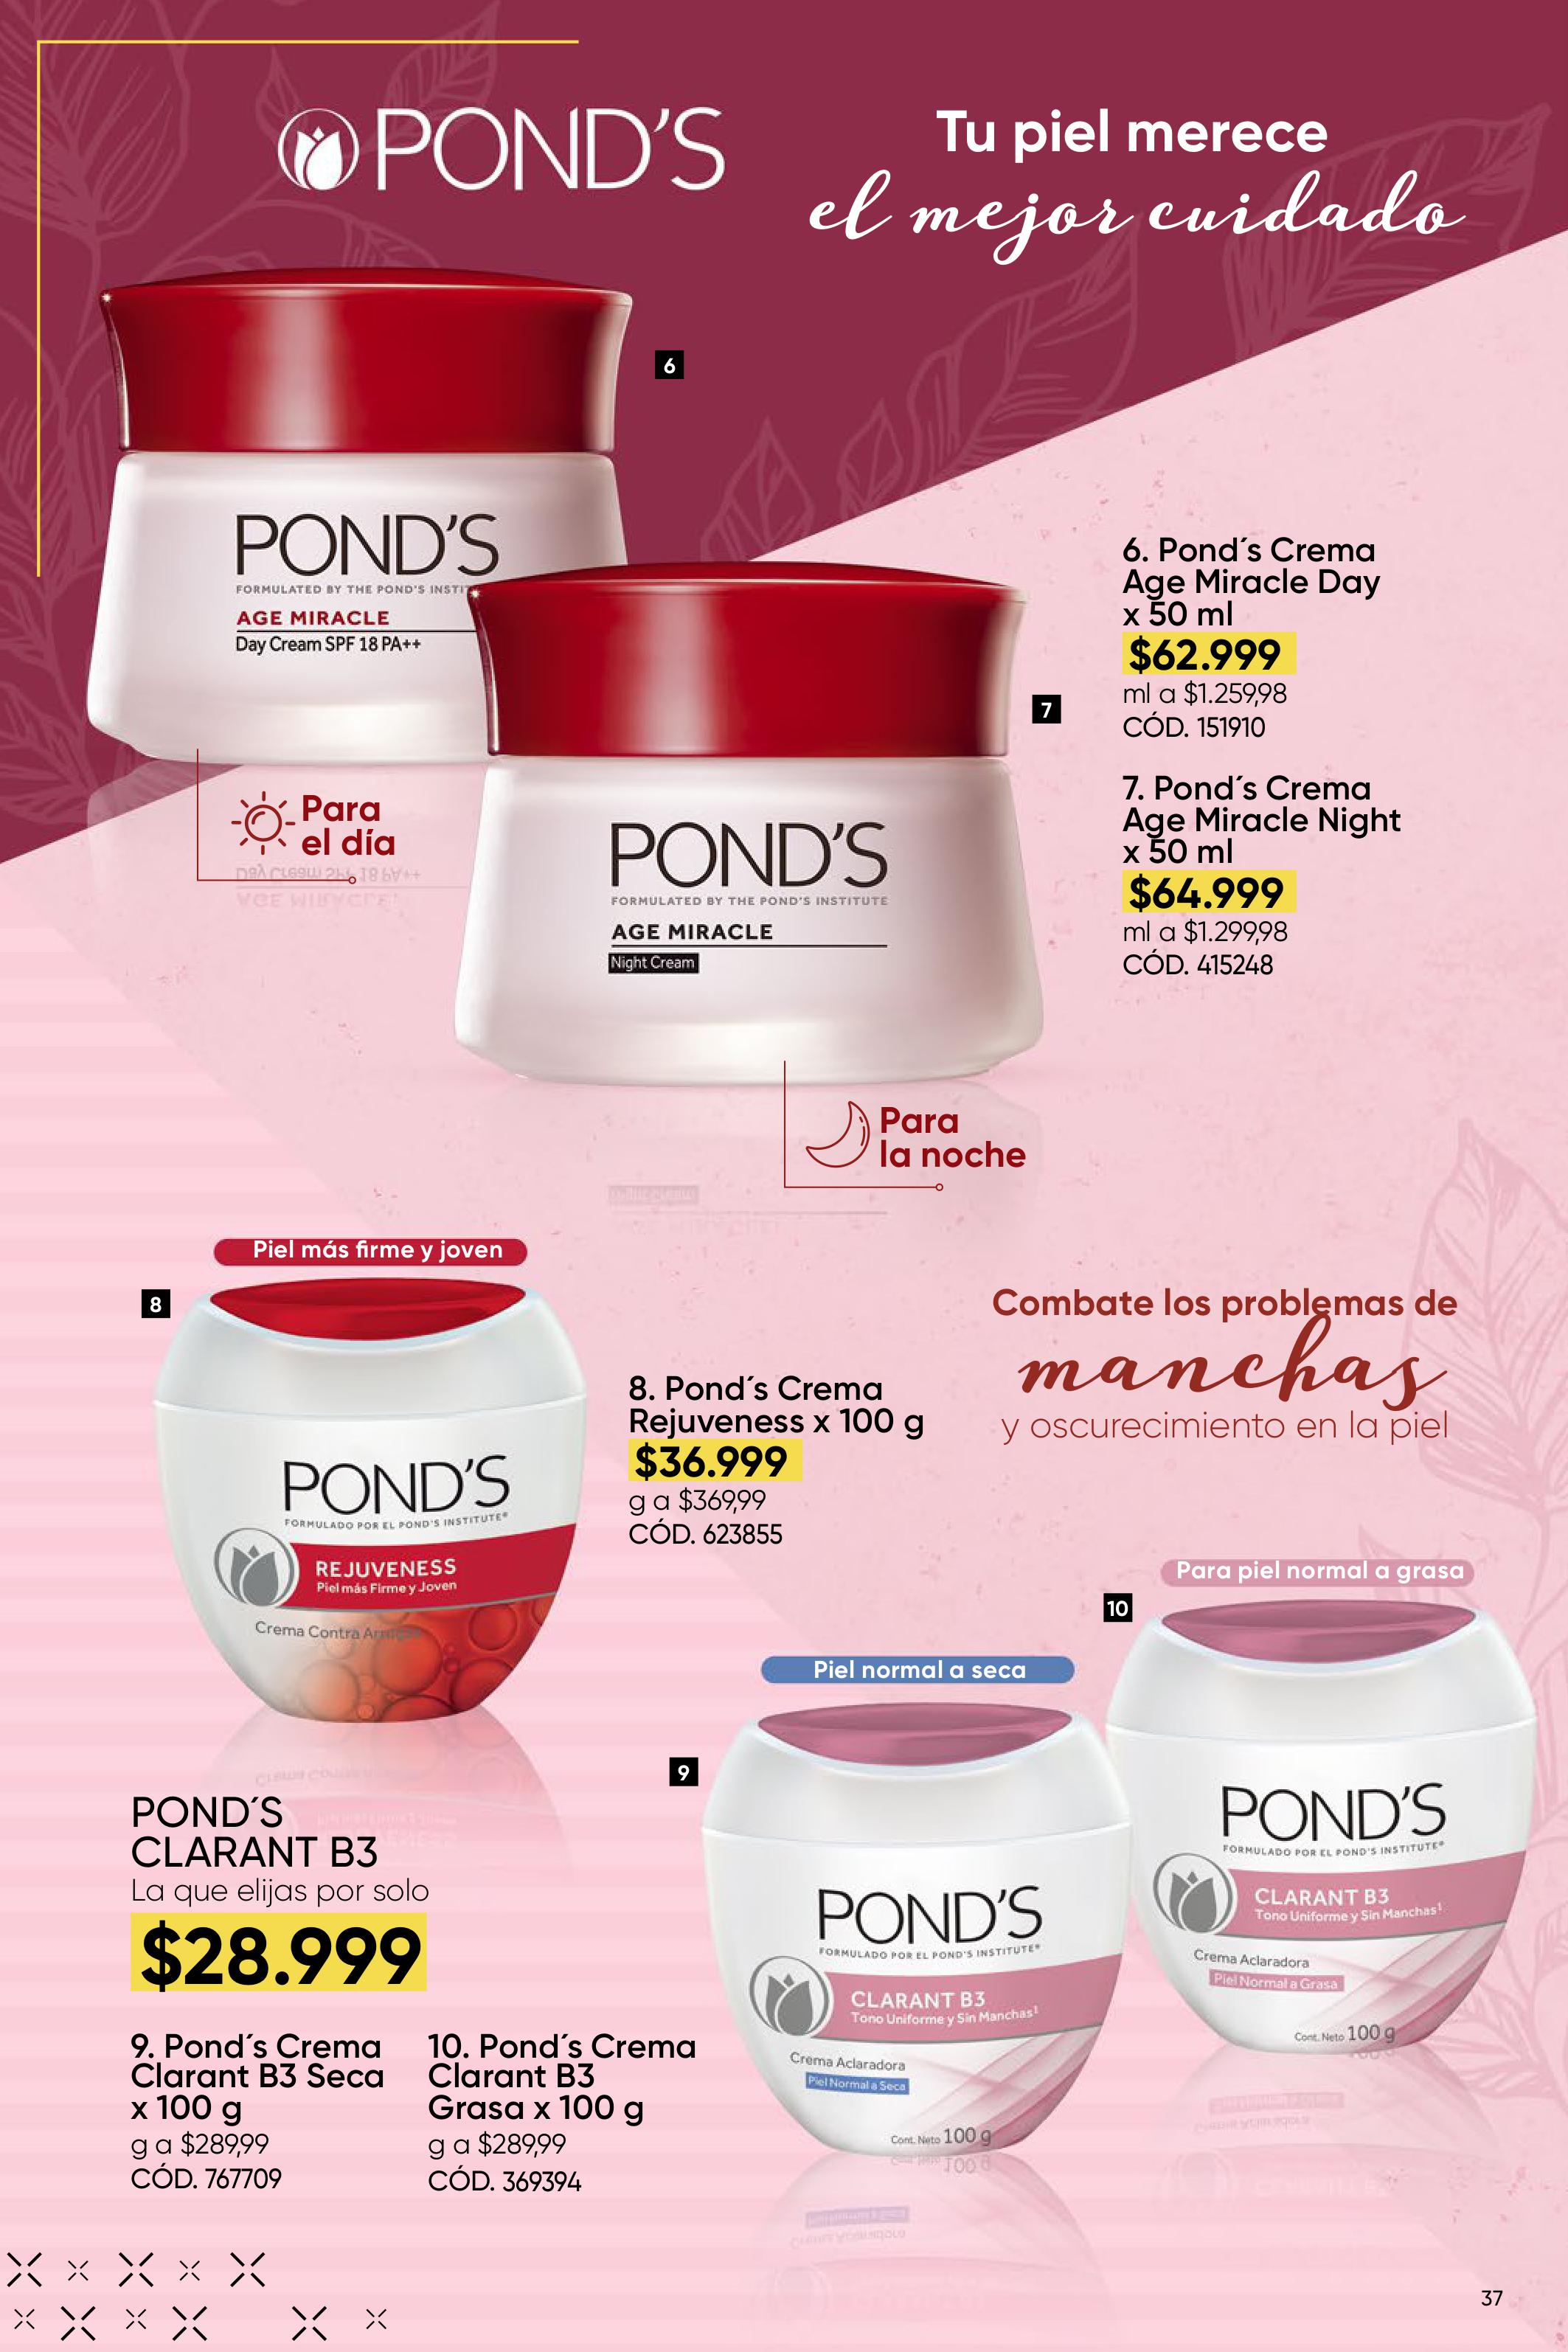 POND'S
Tu piel merece
el mejor cuidado
6
POND'S
FORMULATED BY THE POND'S
AGE MIRACLE
Day Cream SPF 18 PA++
Para
el día
7
POND'S
FORMULATED BY THE POND'S INSTITUTE
AGE MIRACLE
Night Cream
Para
la noche
6. Pond´s Crema
Age Miracle Day
x 50 ml
$62.999
ml a $1.259,98
CÓD. 151910
7. Pond´s Crema
Age Miracle Night
x 50 ml
$64.999
ml a $1.299,98
CÓD. 415248
Piel más firme y joven
8
POND'S
FORMULADO POR EL POND'S INSTITUTE®
REJUVENESS
Piel más Firme y Joven
Crema Contra Arrugas
8. Pond´s Crema
Rejuveness x 100 g
$36.999
g a $369,99
CÓD. 623855
Combate los problemas de
manchas
y oscurecimiento en la piel
Para piel normal a grasa
10
POND'S
FORMULADO POR EL POND'S INSTITUTE®
CLARANT B3
Tono Uniforme y Sin Manchas¹
Crema Aclaradora
Piel Normal a Grasa
Cont. Neto 100 g
Piel normal a seca
9
POND'S
FORMULADO POR EL POND'S INSTITUTE®
CLARANT B3
Tono Uniforme y Sin Manchas¹
Crema Aclaradora
Piel Normal a Seca
Cont. Neto 100 g
POND´S
CLARANT B3
La que elijas por solo
$28.999
9. Pond´s Crema
Clarant B3 Seca
x 100 g
g a $289,99
CÓD. 767709
10. Pond´s Crema
Clarant B3
Grasa x 100 g
g a $289,99
CÓD. 369394
37